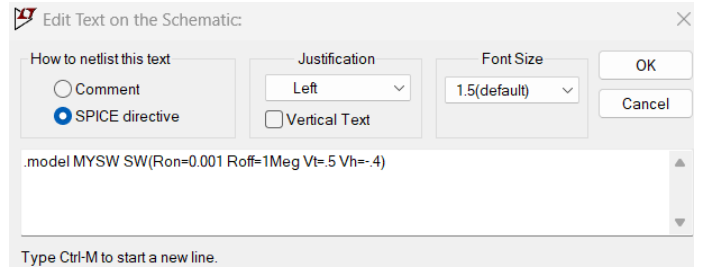 Edit Text on the Schematic:
How to netlist this text
Comment
SPICE directive
Justification
Left
Vertical Text
Font Size
1.5(default)
OK
Cancel
.model MYSW SW(Ron=0.001 Roff=1Meg Vt=.5 Vh=-.4)
Type Ctrl-M to start a new line.